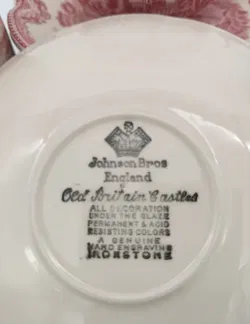 Johnson Bros
England
Old Britain Castles
ALL DECORATION
UNDER THE GLAZE
PERMANENT & ACID
RESISTING COLORS
A GENUINE
HAND ENGRAVING
IRONSTONE